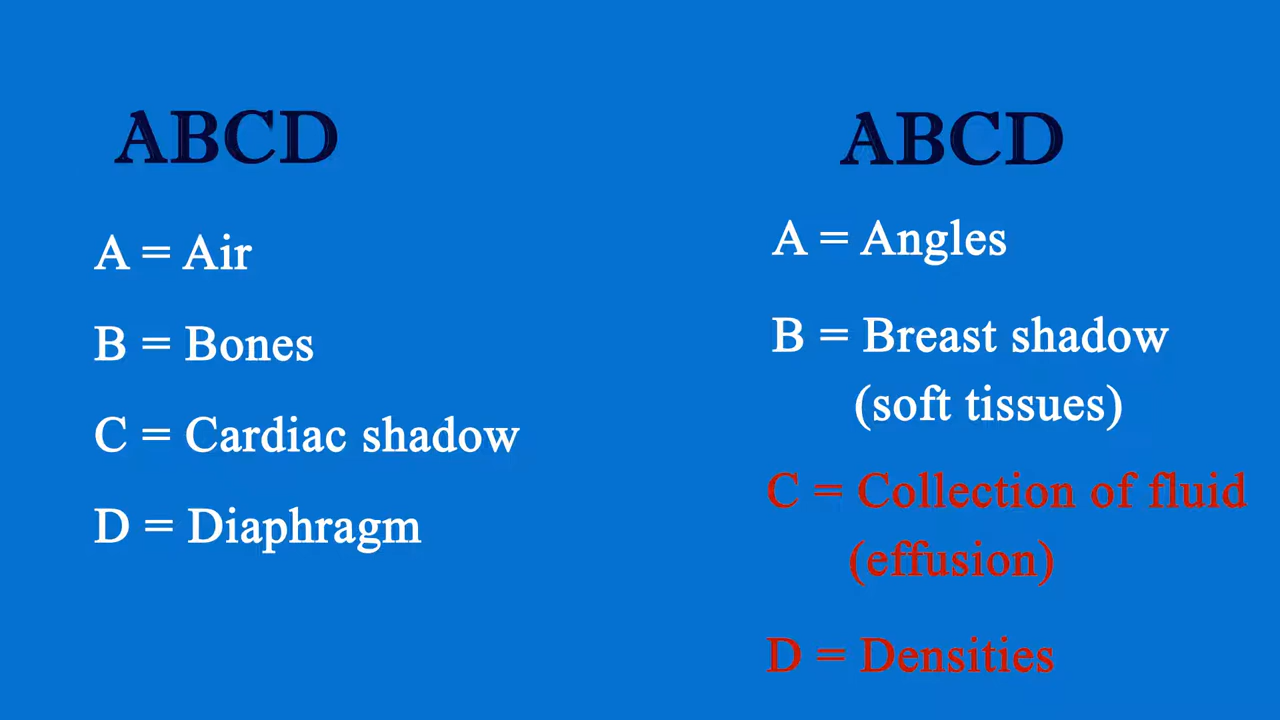 ABCD
A = Air
B = Bones
C = Cardiac shadow
D = Diaphragm
ABCD
A = Angles
B = Breast shadow
(soft tissues)
C = Collection of fluid
(effusion)
D = Densities